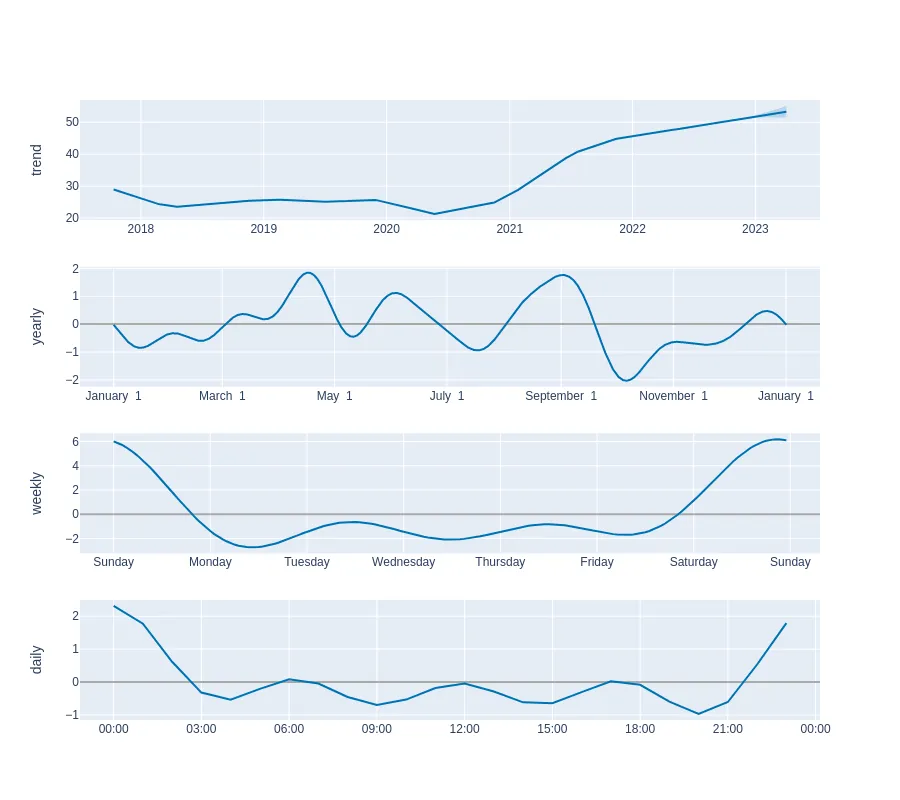 trend
50
40
30
20
2018 2019 2020 2021 2022 2023
yearly
2
1
0
−1
−2
January 1 March 1 May 1 July 1 September 1 November 1 January 1
weekly
6
4
2
0
−2
Sunday Monday Tuesday Wednesday Thursday Friday Saturday Sunday
daily
2
1
0
−1
00:00 03:00 06:00 09:00 12:00 15:00 18:00 21:00 00:00